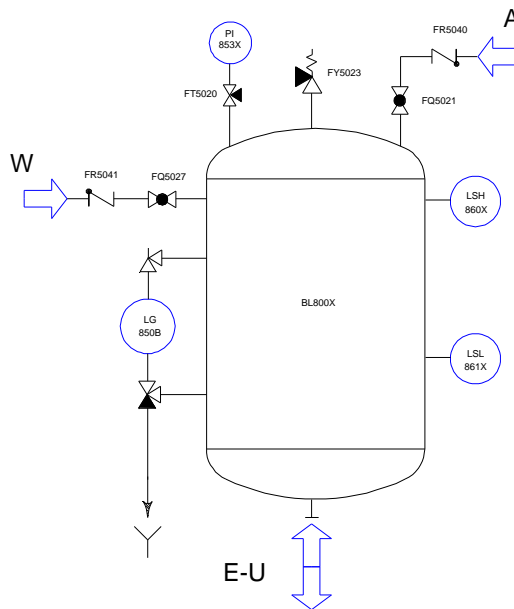 A
PI
853X
FR5040
FY5023
FT5020
FQ5021
W
FR5041
FQ5027
LSH
860X
BL800X
LG
850B
LSL
861X
E-U